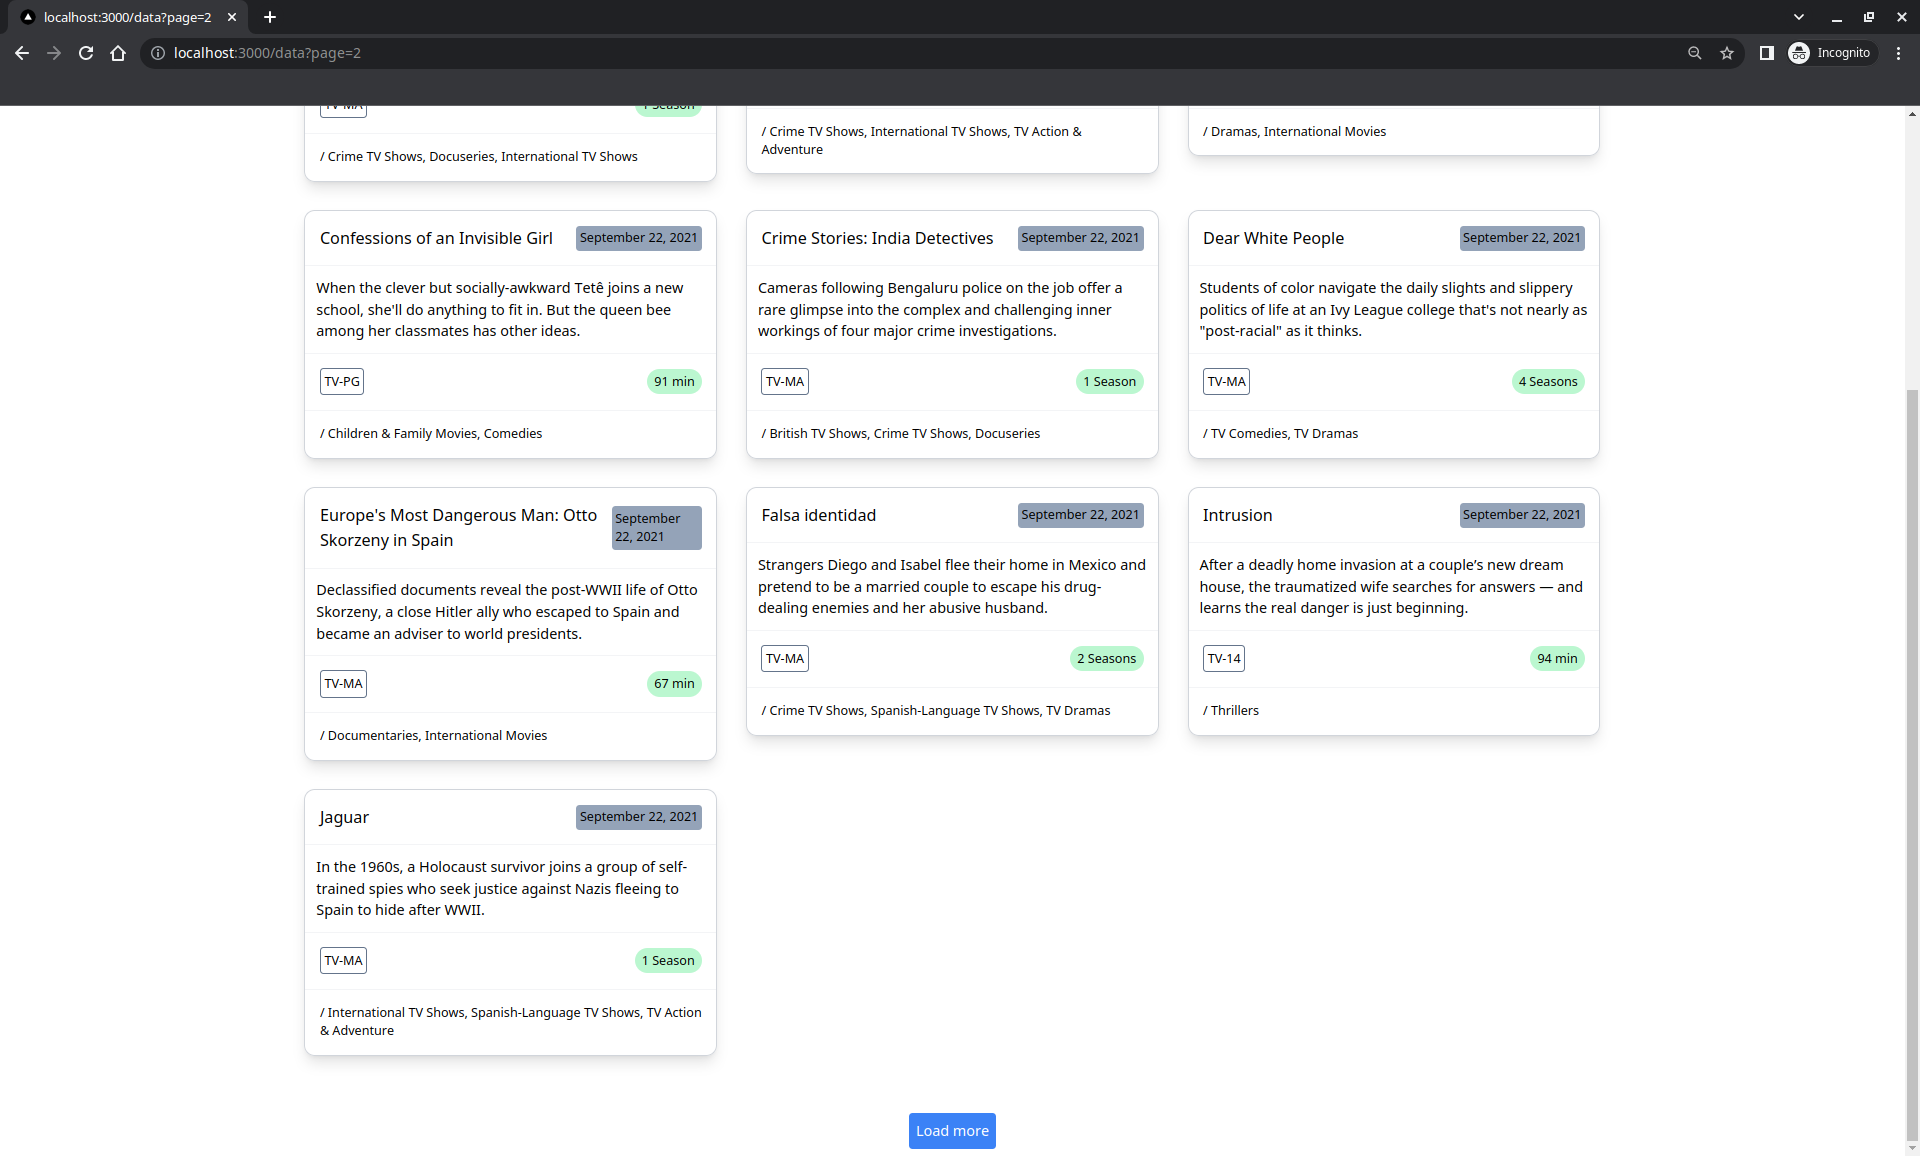 localhost:3000/data?page=2
localhost:3000/data?page=2
Incognito
TV-MA
1 Season
/ Crime TV Shows, Docuseries, International TV Shows
/ Crime TV Shows, International TV Shows, TV Action &
Adventure
/ Dramas, International Movies
Confessions of an Invisible Girl
September 22, 2021
When the clever but socially-awkward Tetê joins a new
school, she'll do anything to fit in. But the queen bee
among her classmates has other ideas.
TV-PG
91 min
/ Children & Family Movies, Comedies
Crime Stories: India Detectives
September 22, 2021
Cameras following Bengaluru police on the job offer a
rare glimpse into the complex and challenging inner
workings of four major crime investigations.
TV-MA
1 Season
/ British TV Shows, Crime TV Shows, Docuseries
Dear White People
September 22, 2021
Students of color navigate the daily slights and slippery
politics of life at an Ivy League college that's not nearly as
"post-racial" as it thinks.
TV-MA
4 Seasons
/ TV Comedies, TV Dramas
Europe's Most Dangerous Man: Otto
Skorzeny in Spain
September
22, 2021
Declassified documents reveal the post-WWII life of Otto
Skorzeny, a close Hitler ally who escaped to Spain and
became an adviser to world presidents.
TV-MA
67 min
/ Documentaries, International Movies
Falsa identidad
September 22, 2021
Strangers Diego and Isabel flee their home in Mexico and
pretend to be a married couple to escape his drug-
dealing enemies and her abusive husband.
TV-MA
2 Seasons
/ Crime TV Shows, Spanish-Language TV Shows, TV Dramas
Intrusion
September 22, 2021
After a deadly home invasion at a couple’s new dream
house, the traumatized wife searches for answers — and
learns the real danger is just beginning.
TV-14
94 min
/ Thrillers
Jaguar
September 22, 2021
In the 1960s, a Holocaust survivor joins a group of self-
trained spies who seek justice against Nazis fleeing to
Spain to hide after WWII.
TV-MA
1 Season
/ International TV Shows, Spanish-Language TV Shows, TV Action
& Adventure
Load more